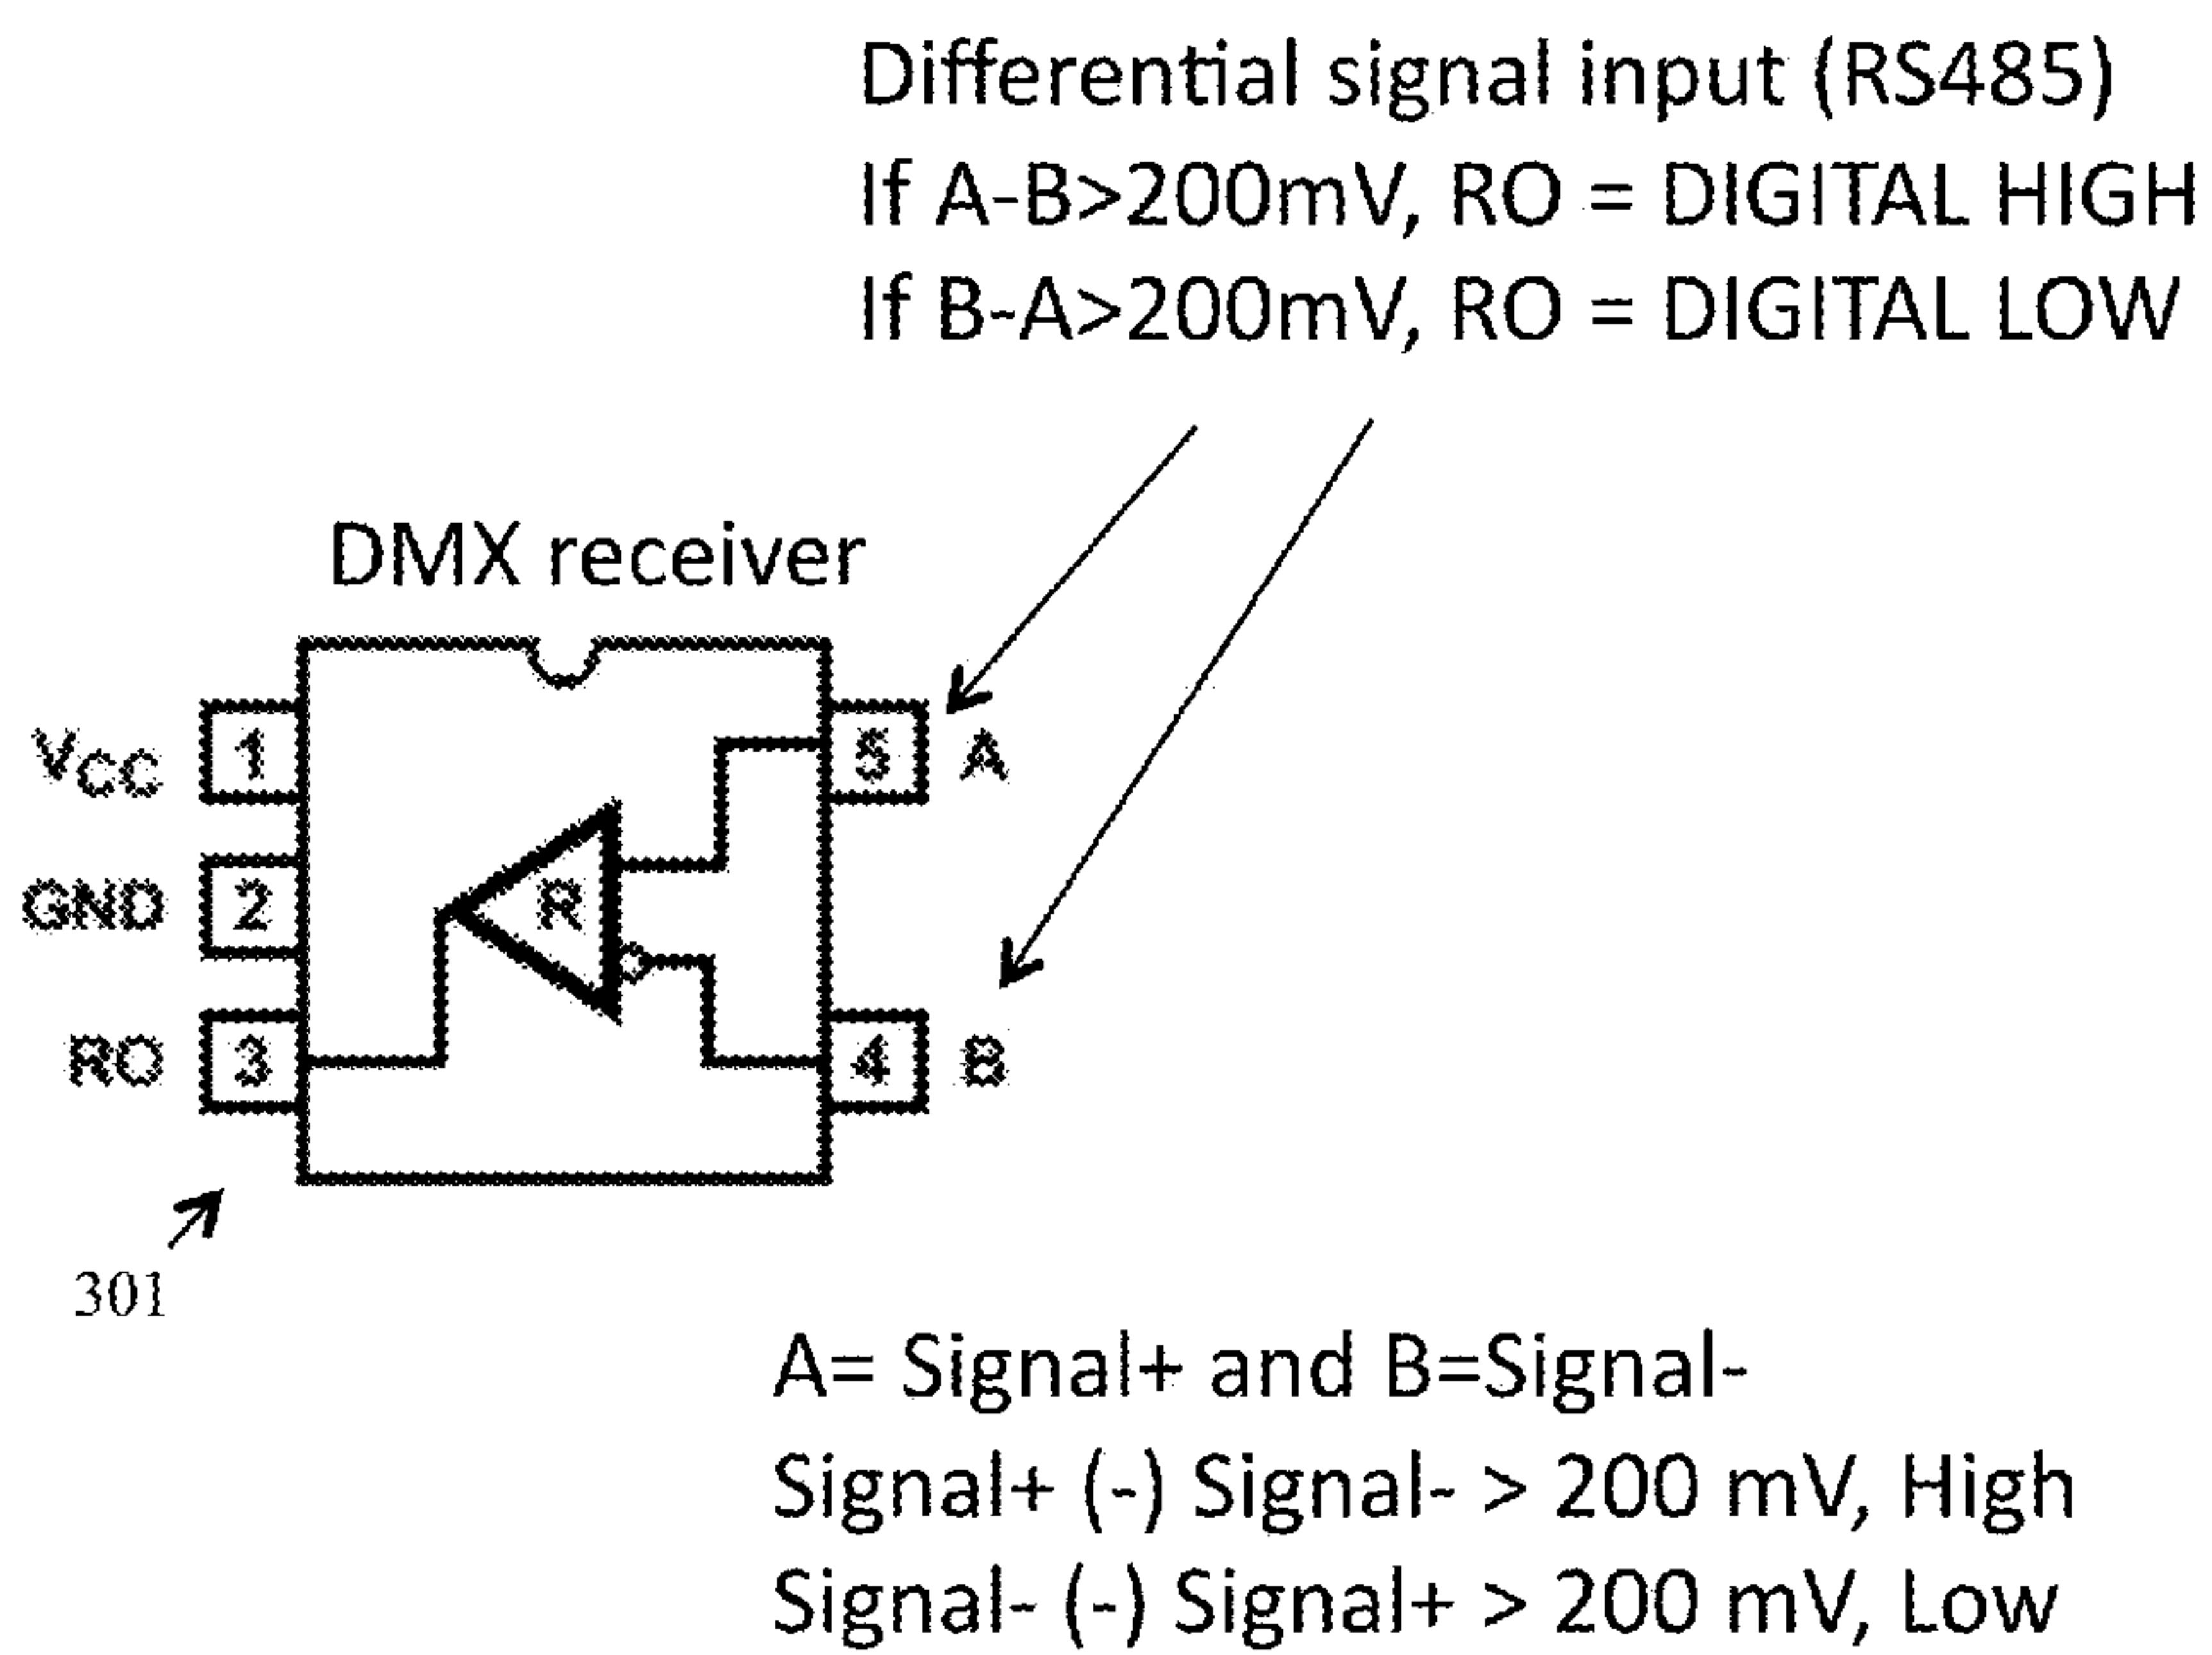 Differential signal input (RS485)
If A-B>200mV, RO = DIGITAL HIGH
If B-A>200mV, RO = DIGITAL LOW
DMX receiver
VCC 1
5 A
GND 2
R
RO 3
4 B
301
A= Signal+ and B=Signal-
Signal+ (-) Signal- > 200 mV, High
Signal- (-) Signal+ > 200 mV, Low